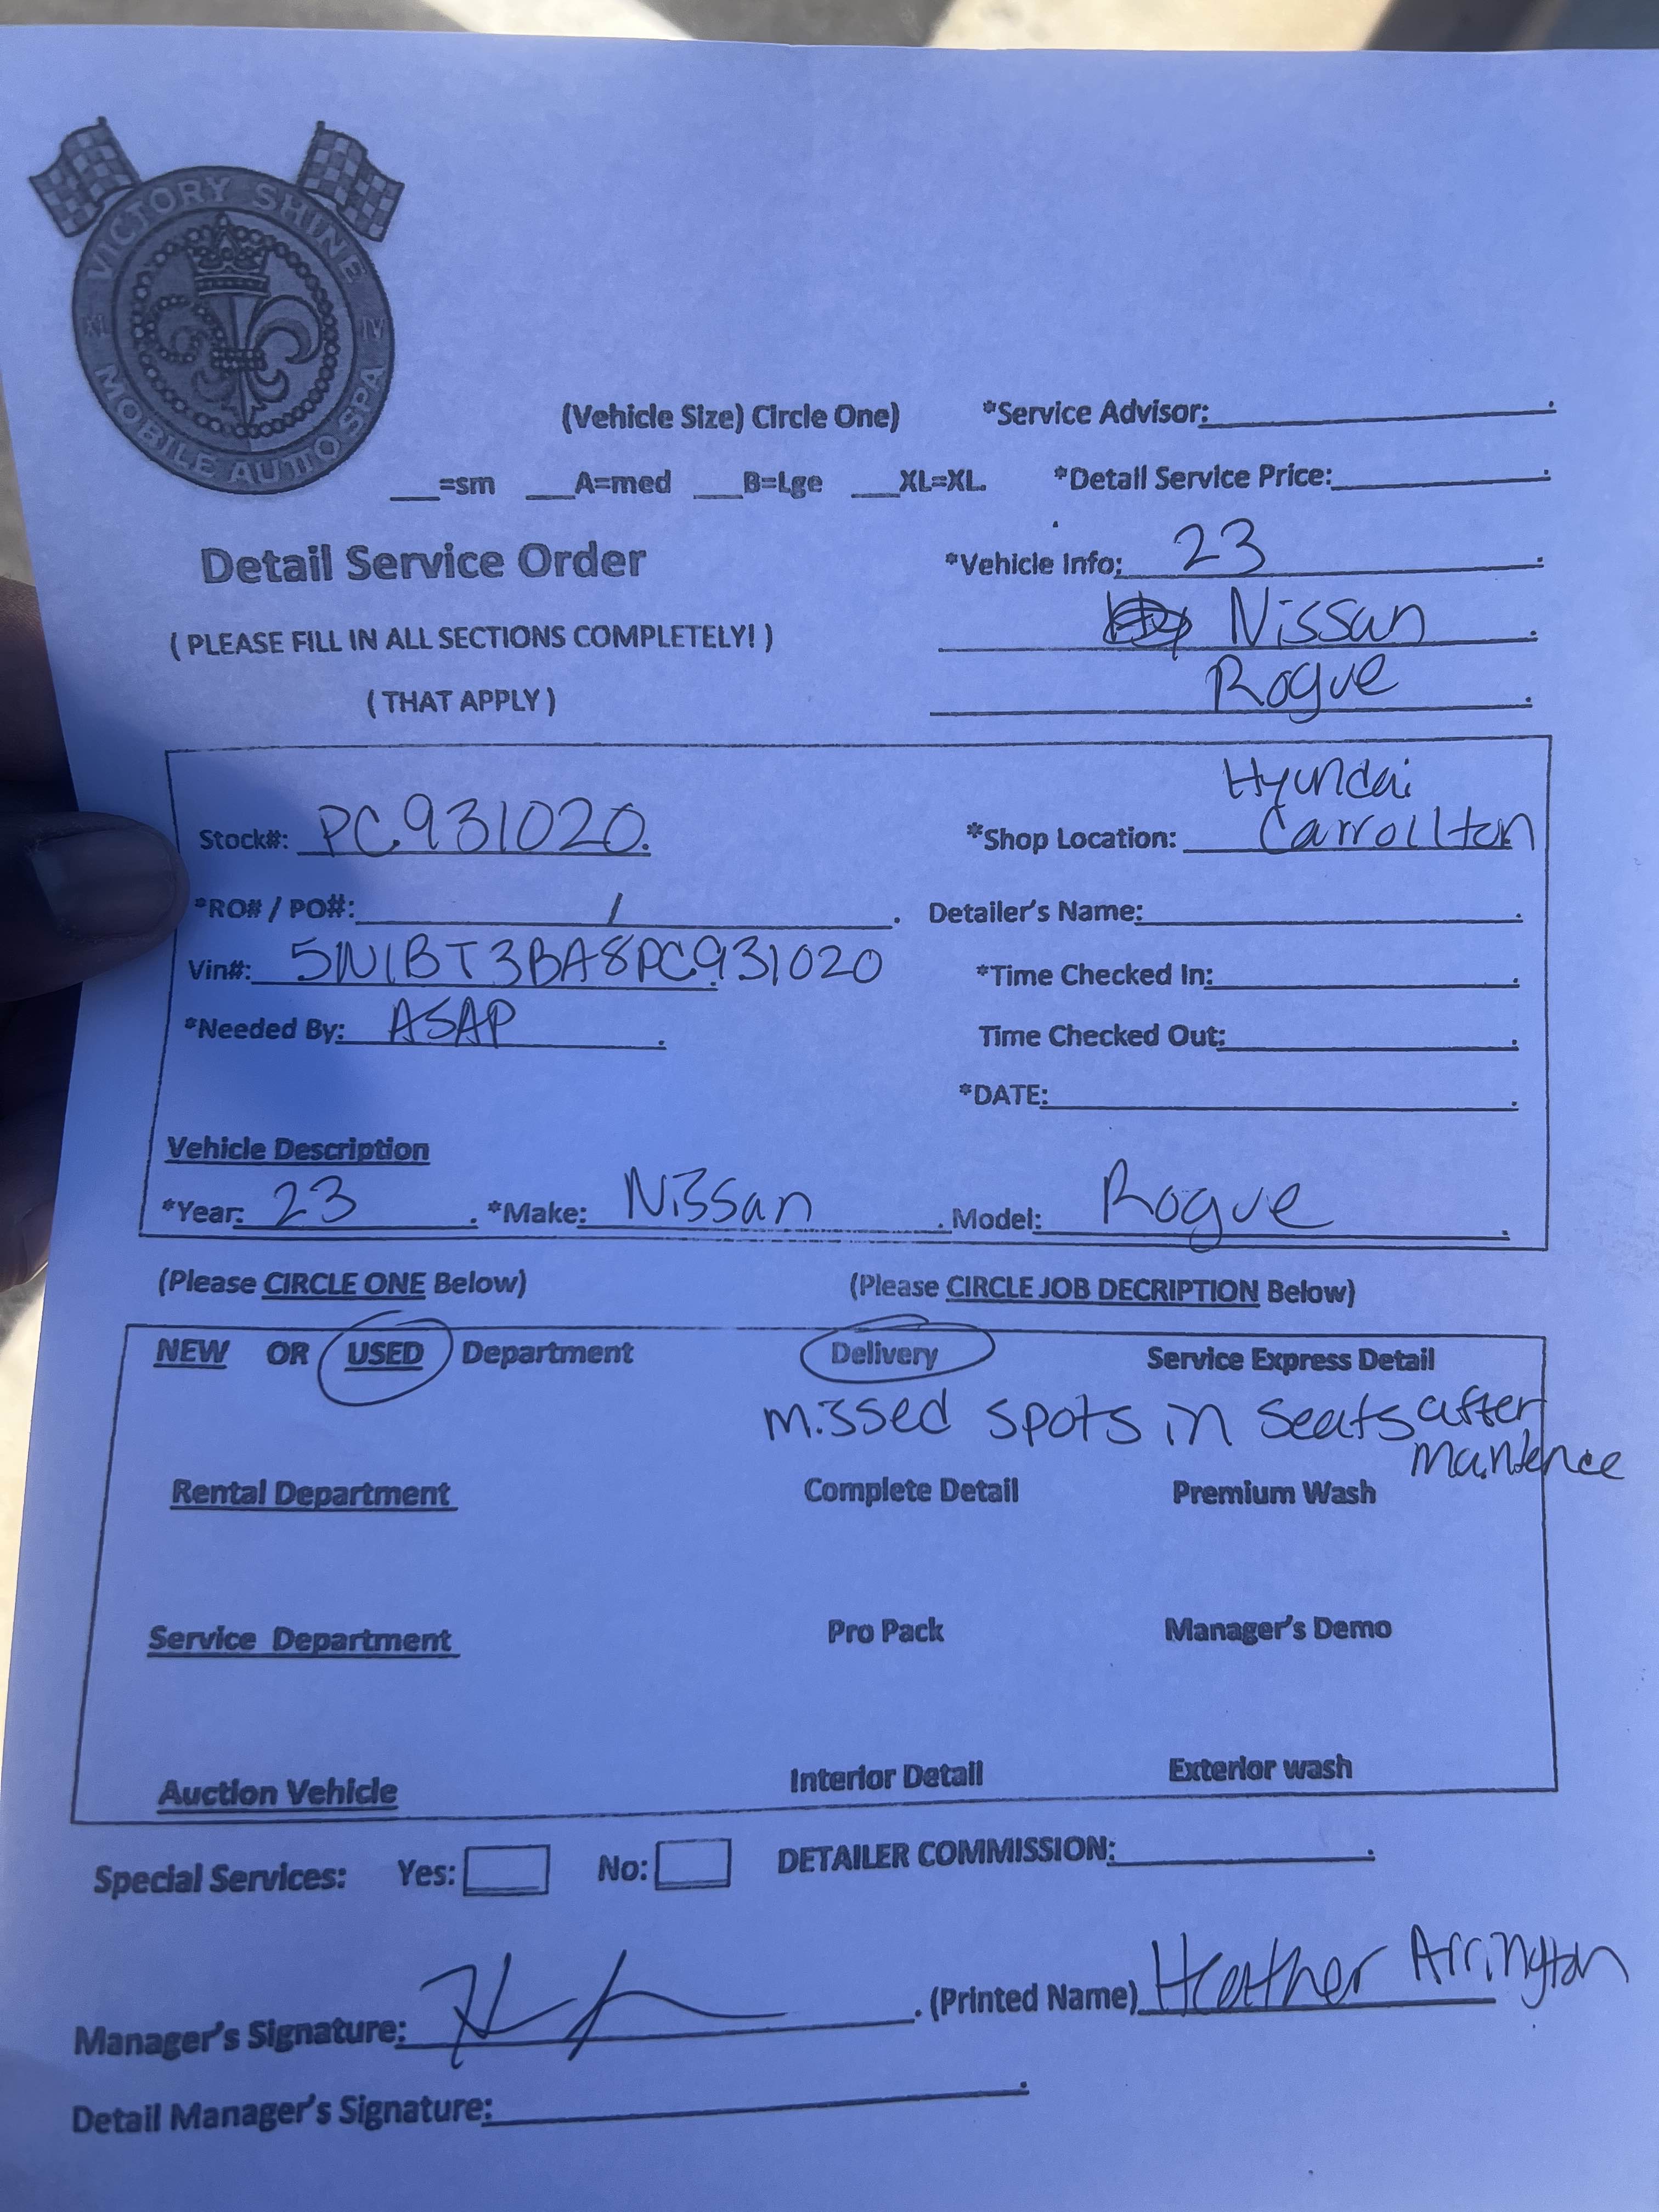 VICTORY SHINE
XL IV
MOBILE AUTO SPA
(Vehicle Size) Circle One) *Service Advisor: .
=sm A=med B=Lge XL=XL. *Detail Service Price: .
Detail Service Order *Vehicle Info: 23 .
(PLEASE FILL IN ALL SECTIONS COMPLETELY!) Nissan .
(THAT APPLY) Rogue .
Hyundai
Stock#: PC931020. *Shop Location: Carrollton
*RO# / PO#: / . Detailer's Name: .
Vin#: 5N1BT3BA8PC931020 *Time Checked In: .
*Needed By: ASAP . Time Checked Out: .
*DATE: .
Vehicle Description
*Year: 23 . *Make: Nissan . Model: Rogue .
(Please CIRCLE ONE Below) (Please CIRCLE JOB DECRIPTION Below)
NEW OR USED Department Delivery Service Express Detail
missed spots in seats after
maintence
Rental Department Complete Detail Premium Wash
Service Department Pro Pack Manager's Demo
Auction Vehicle Interior Detail Exterior wash
Special Services: Yes: No: DETAILER COMMISSION: .
Manager's Signature: . (Printed Name) Heather Arrington
Detail Manager's Signature: .